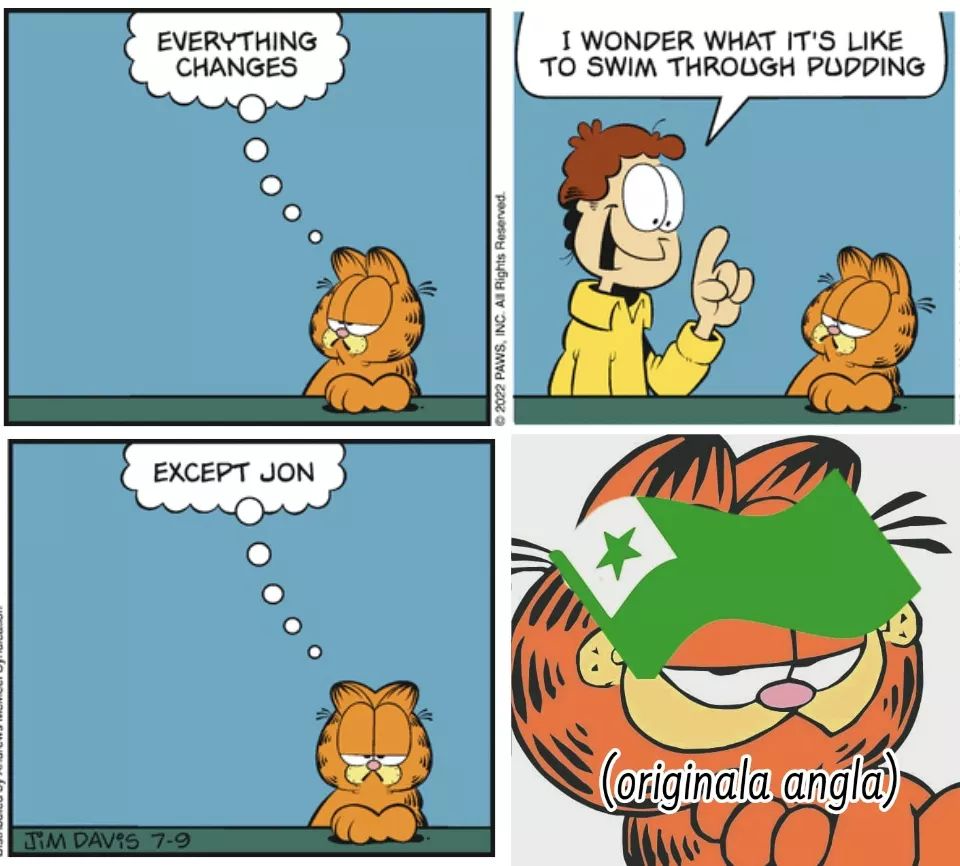 EVERYTHING
CHANGES
I WONDER WHAT IT'S LIKE
TO SWIM THROUGH PUDDING
© 2022 PAWS, INC. All Rights Reserved.
EXCEPT JON
JIM DAVIS 7-9
(originala angla)